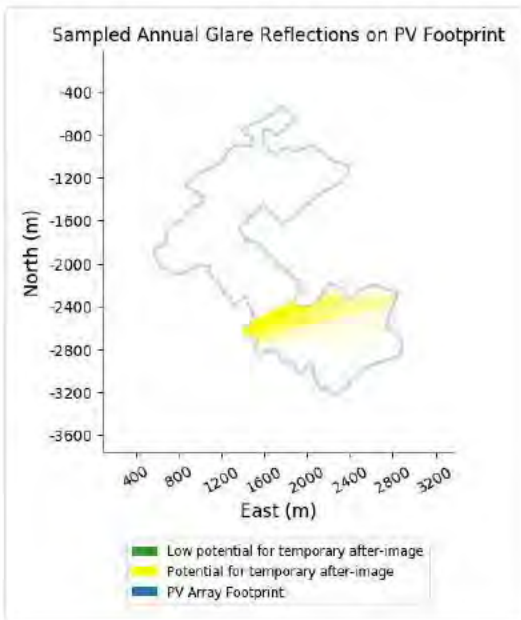 Sampled Annual Glare Reflections on PV Footprint
-400
-800
-1200
-1600
-2000
-2400
-2800
-3200
-3600
North (m)
400
800
1200
1600
2000
2400
2800
3200
East (m)
Low potential for temporary after-image
Potential for temporary after-image
PV Array Footprint